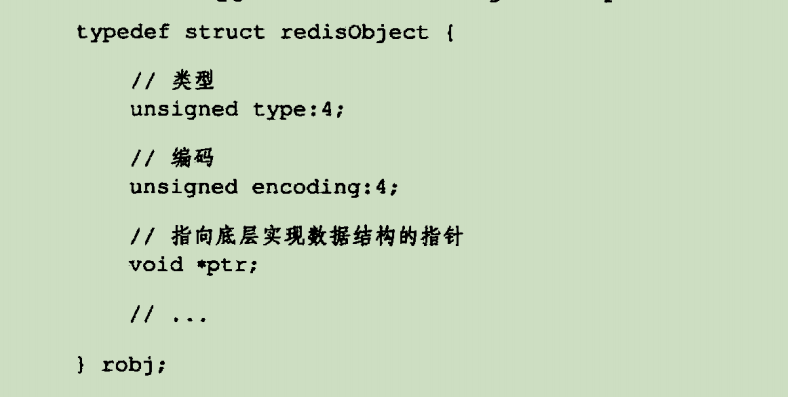 typedef struct redisObject {
// 类型
unsigned type:4;
// 编码
unsigned encoding:4;
// 指向底层实现数据结构的指针
void *ptr;
// ...
} robj;